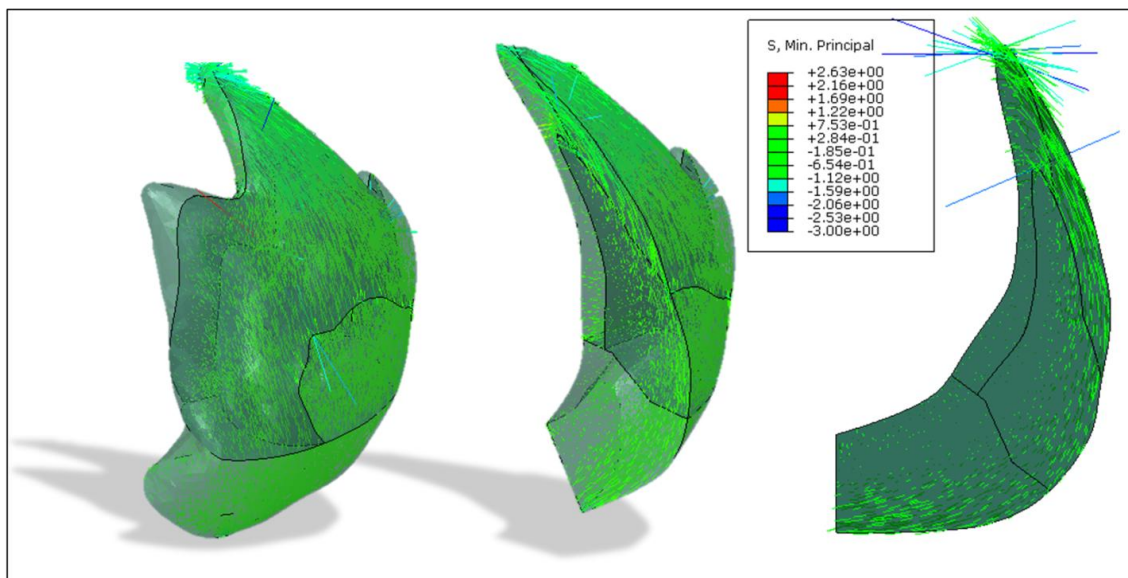 S, Min. Principal
+2.63e+00
+2.16e+00
+1.69e+00
+1.22e+00
+7.53e-01
+2.84e-01
-1.85e-01
-6.54e-01
-1.12e+00
-1.59e+00
-2.06e+00
-2.53e+00
-3.00e+00